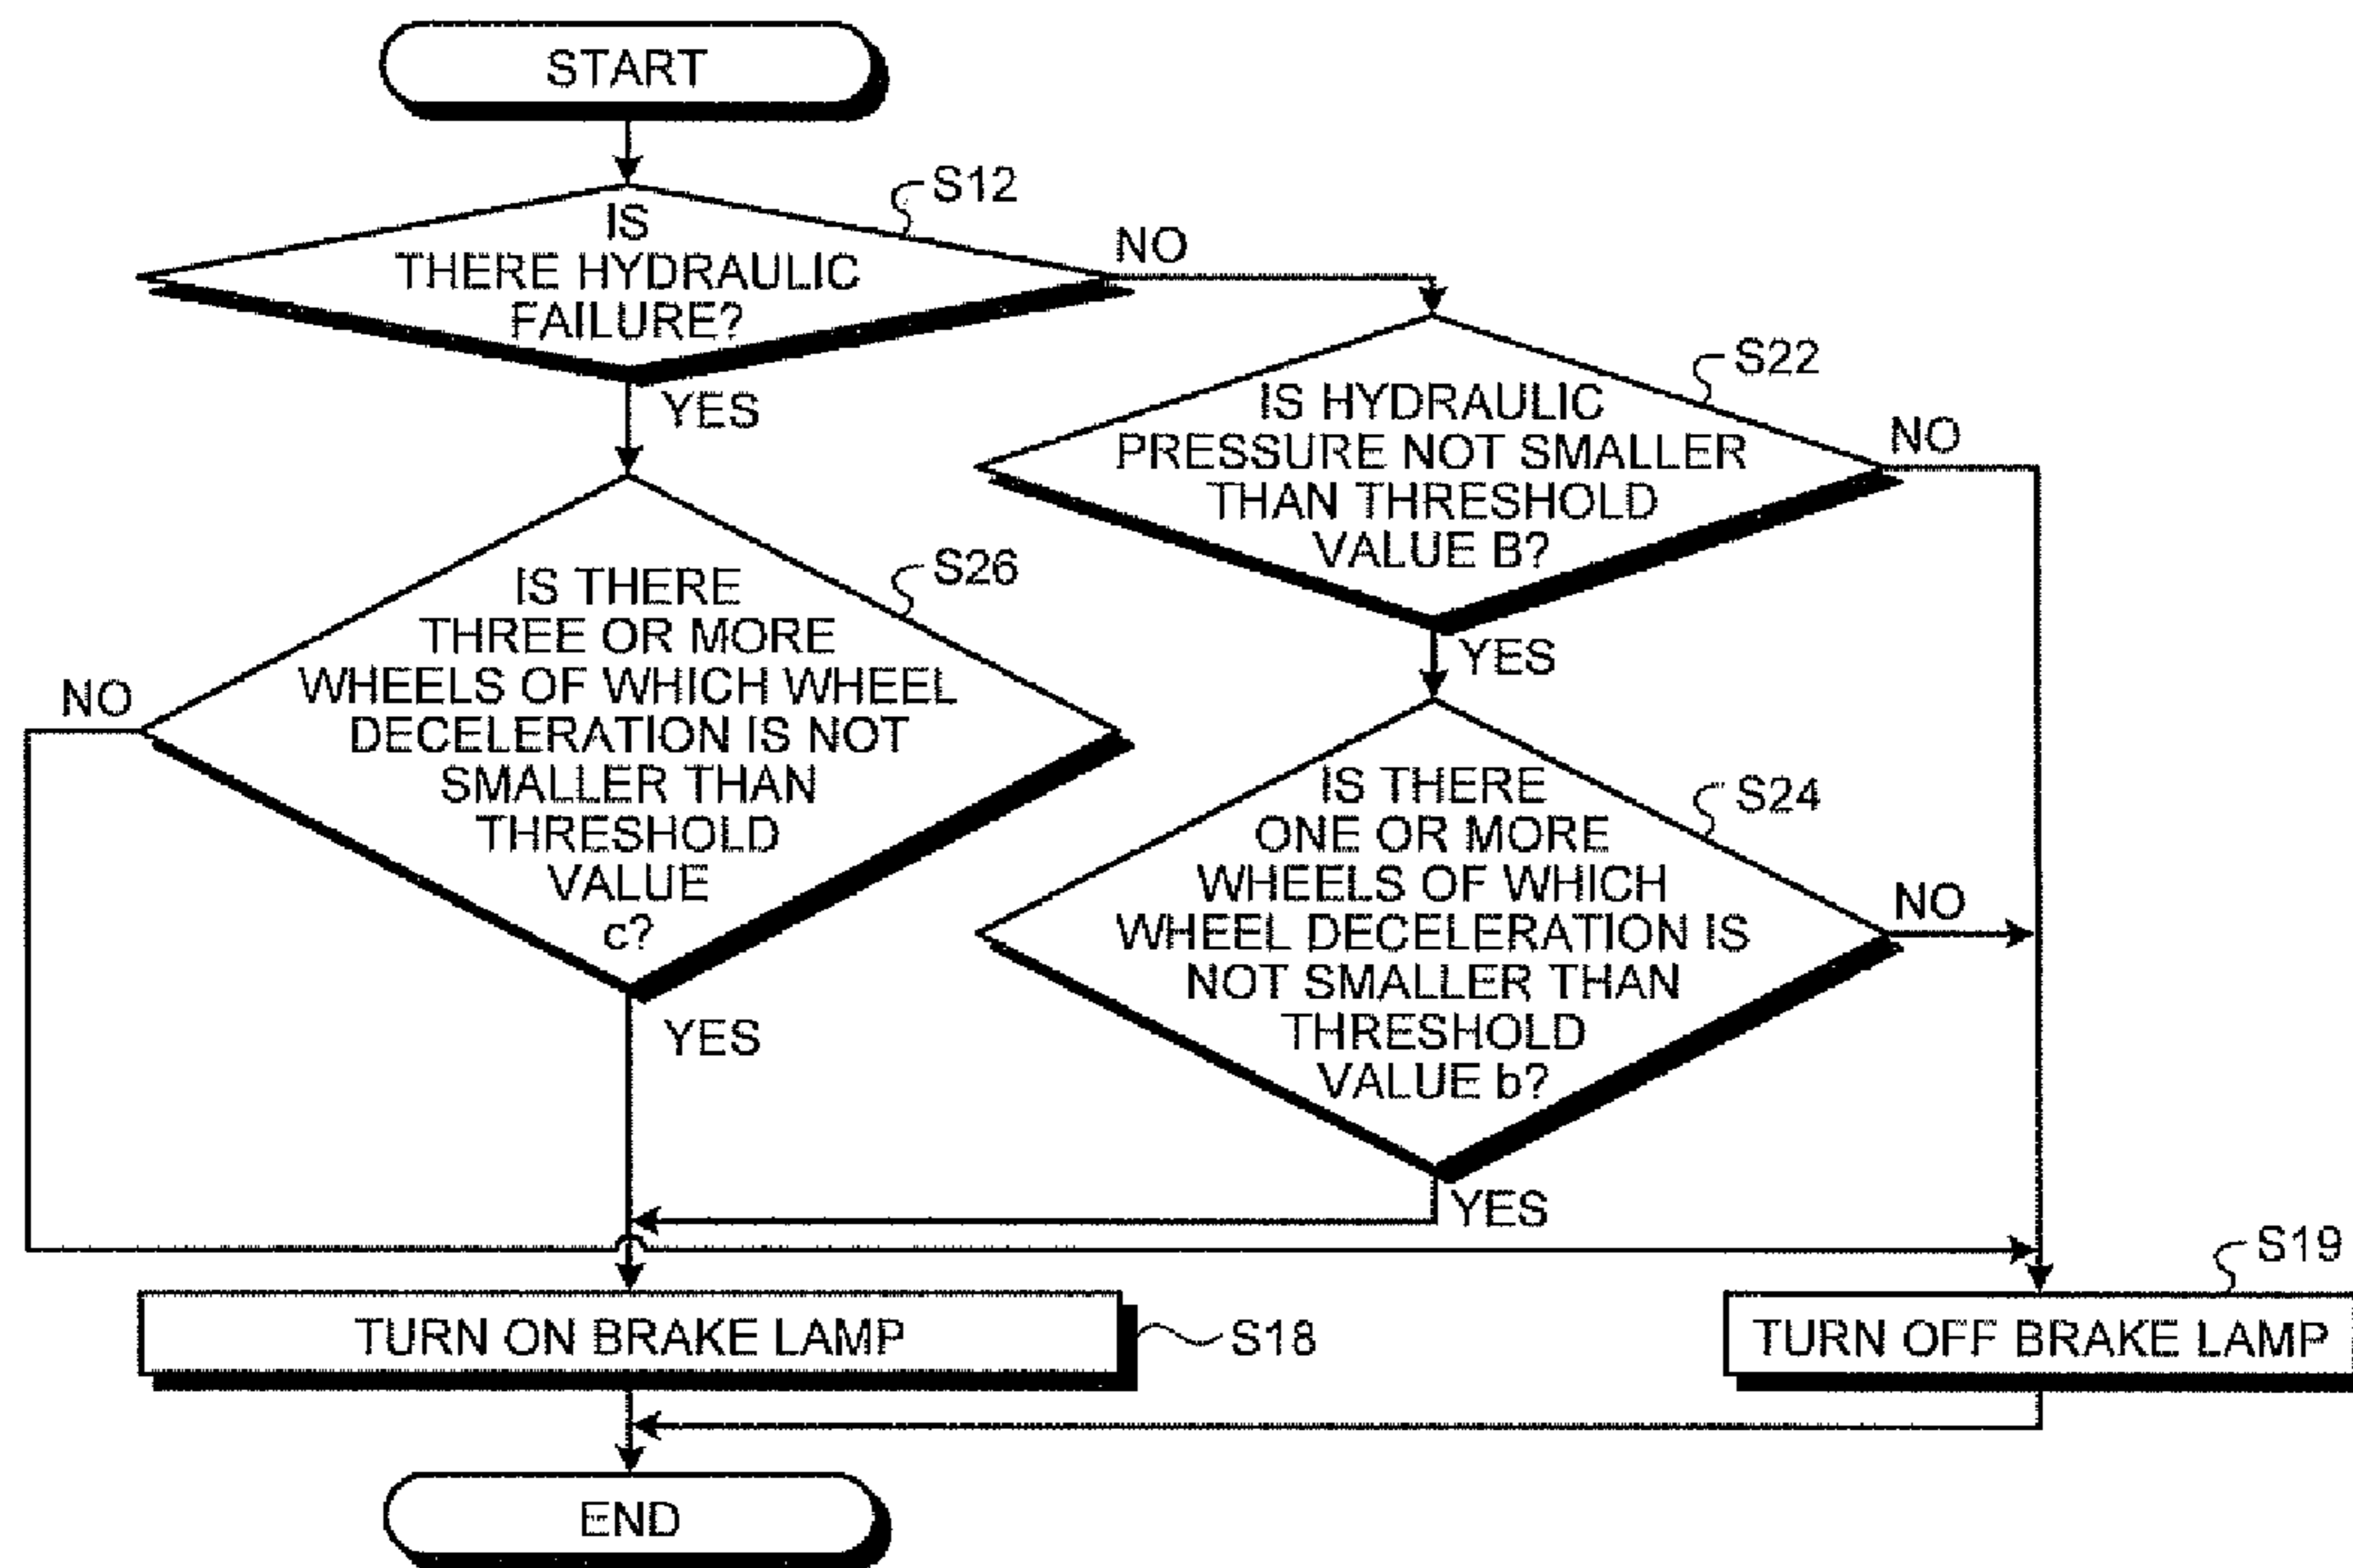 START
S12
IS
THERE HYDRAULIC
FAILURE?
NO
YES
S22
IS HYDRAULIC
PRESSURE NOT SMALLER
THAN THRESHOLD
VALUE B?
NO
YES
S26
IS THERE
THREE OR MORE
WHEELS OF WHICH WHEEL
DECELERATION IS NOT
SMALLER THAN
THRESHOLD
VALUE
c?
NO
YES
S24
IS THERE
ONE OR MORE
WHEELS OF WHICH
WHEEL DECELERATION IS
NOT SMALLER THAN
THRESHOLD
VALUE b?
NO
YES
TURN ON BRAKE LAMP
S18
S19
TURN OFF BRAKE LAMP
END